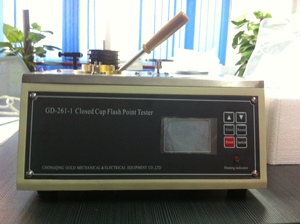 GD-261-1 Closed Cup Flash Point Tester
CHONGQING GOLD MECHANICAL & ELECTRICAL EQUIPMENT CO.,LTD